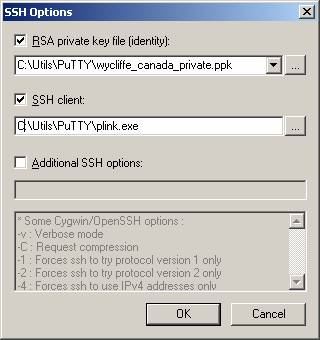 SSH Options
RSA private key file (identity):
C:\Utils\PuTTY\wycliffe_canada_private.ppk
...
SSH client:
C:\Utils\PuTTY\plink.exe
...
Additional SSH options:
* Some Cygwin/OpenSSH options :
-v : Verbose mode
-C : Request compression
-1 : Forces ssh to try protocol version 1 only
-2 : Forces ssh to try protocol version 2 only
-4 : Forces ssh to use IPv4 addresses only
OK
Cancel